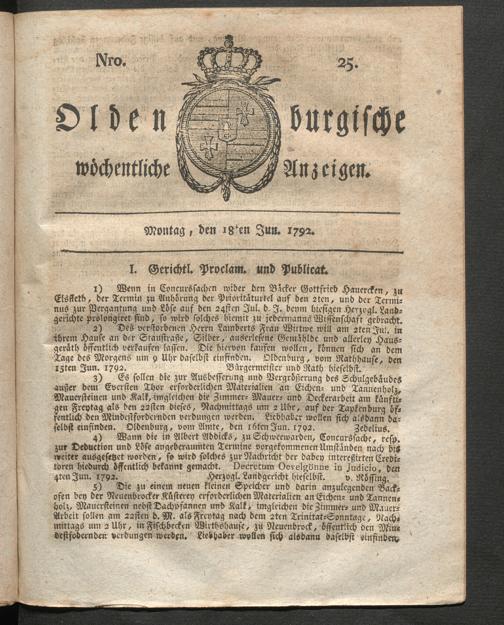 Nro. 25.
Olden burgische
wöchentliche Anzeigen.
Montag, den 18ten Jun. 1792.
I. Gerichtl. Proclam. und Publicat.
1) Wenn in Concurssachen wider den Bäcker Gottfried Hauercken, zu
Elsfleth, der Termin zu Anhörung der Prioritäturtel auf den 2ten, und der Termi-
nus zur Vergantung und Löse auf den 24sten Jul. d. J. beym hiesigen Herzogl. Land-
gerichte prolongiret sind, so wird solches hiemit zu jedermans Wissenschaft gebracht.
2) Des verstorbenen Herrn Lamberts Frau Wittwe will am 2ten Jul. in
ihrem Hause an der Staustraße, Silber, auserlesene Gemählde und allerley Haus-
geräth öffentlich verkaufen lassen. Die hievon kaufen wollen, können sich an dem
Tage des Morgens um 9 Uhr daselbst einfinden. Oldenburg, vom Rathhause, den
15ten Jun. 1792. Bürgermeister und Rath hieselbst.
3) Es sollen die zur Ausbesserung und Vergrößerung des Schulgebäudes
außer dem Eversten Thor erforderlichen Materialien an Eichen- und Tannenholz,
Mauersteinen und Kalk, imgleichen die Zimmer- Mauer- und Deckerarbeit am künfti-
gen Freytag als den 22sten dieses, Nachmittags um 2 Uhr, auf der Taykenburg öf-
fentlich den Mindestfordernden verdungen werden. Liebhaber wollen sich alsdann da-
selbst einfinden. Oldenburg, vom Amte, den 16ten Jun. 1792. Zedelius.
4) Wann die in Albert Addicks, zu Schweewarden, Concurssache, resp.
zur Deduction und Löse angeberaumten Termine vorgekommener Umständen nach bis
weiter ausgesetzet worden, so wird solches zur Nachricht der dabey interessirten Credi-
toren hiedurch öffentlich bekannt gemacht. Decretum Ovelgönne in Judicio, den
4ten Jun. 1792. Herzogl. Landgericht hieselbst. v. Rössing.
5) Die zu einem neuen kleinen Speicher und darin anzulegenden Back-
ofen bey der Neuenbrocker Küsterey erforderlichen Materialien an Eichen- und Tannen-
holz, Mauersteinen nebst Dachpfannen und Kalk, imgleichen die Zimmer- und Mauer-
Arbeit sollen am 22sten d. M. als Freytag nach dem 2ten Trinitat-Sonntage, Nach-
mittags um 2 Uhr, in Fischbecken Wirthshause, zu Neuenbrock, öffentlich den Min-
destfodernden verdungen werden. Liebhaber wollen sich alsdann daselbst einfinden.